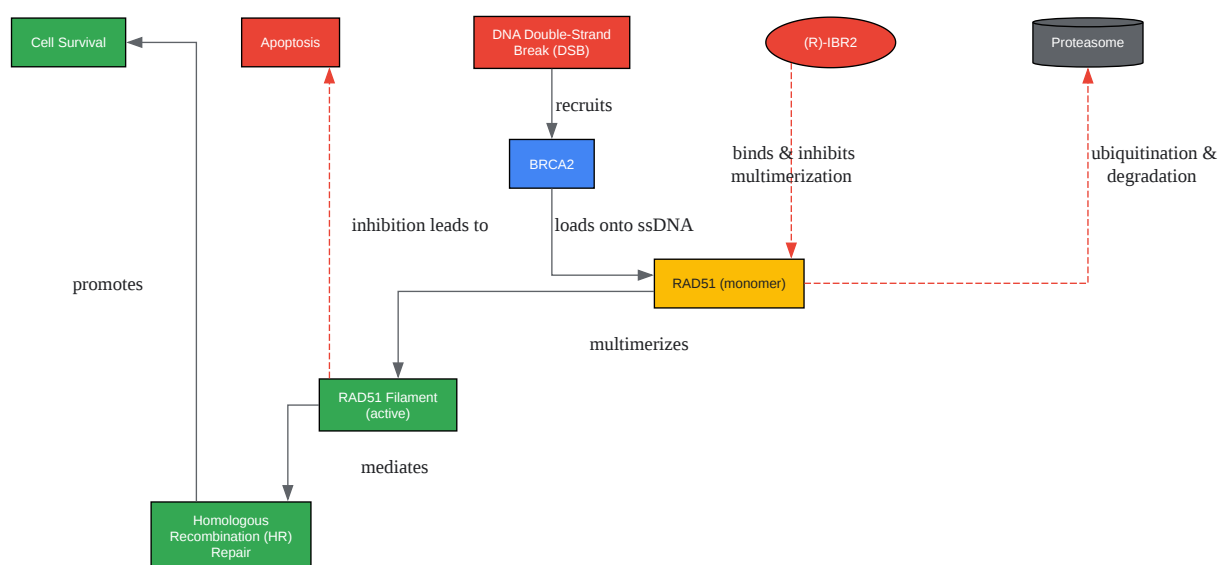 Cell Survival
Apoptosis
DNA Double-Strand
Break (DSB)
(R)-IBR2
Proteasome
recruits
binds & inhibits
multimerization
ubiquitination &
degradation
BRCA2
inhibition leads to
loads onto ssDNA
promotes
RAD51 (monomer)
multimerizes
RAD51 Filament
(active)
mediates
Homologous
Recombination (HR)
Repair